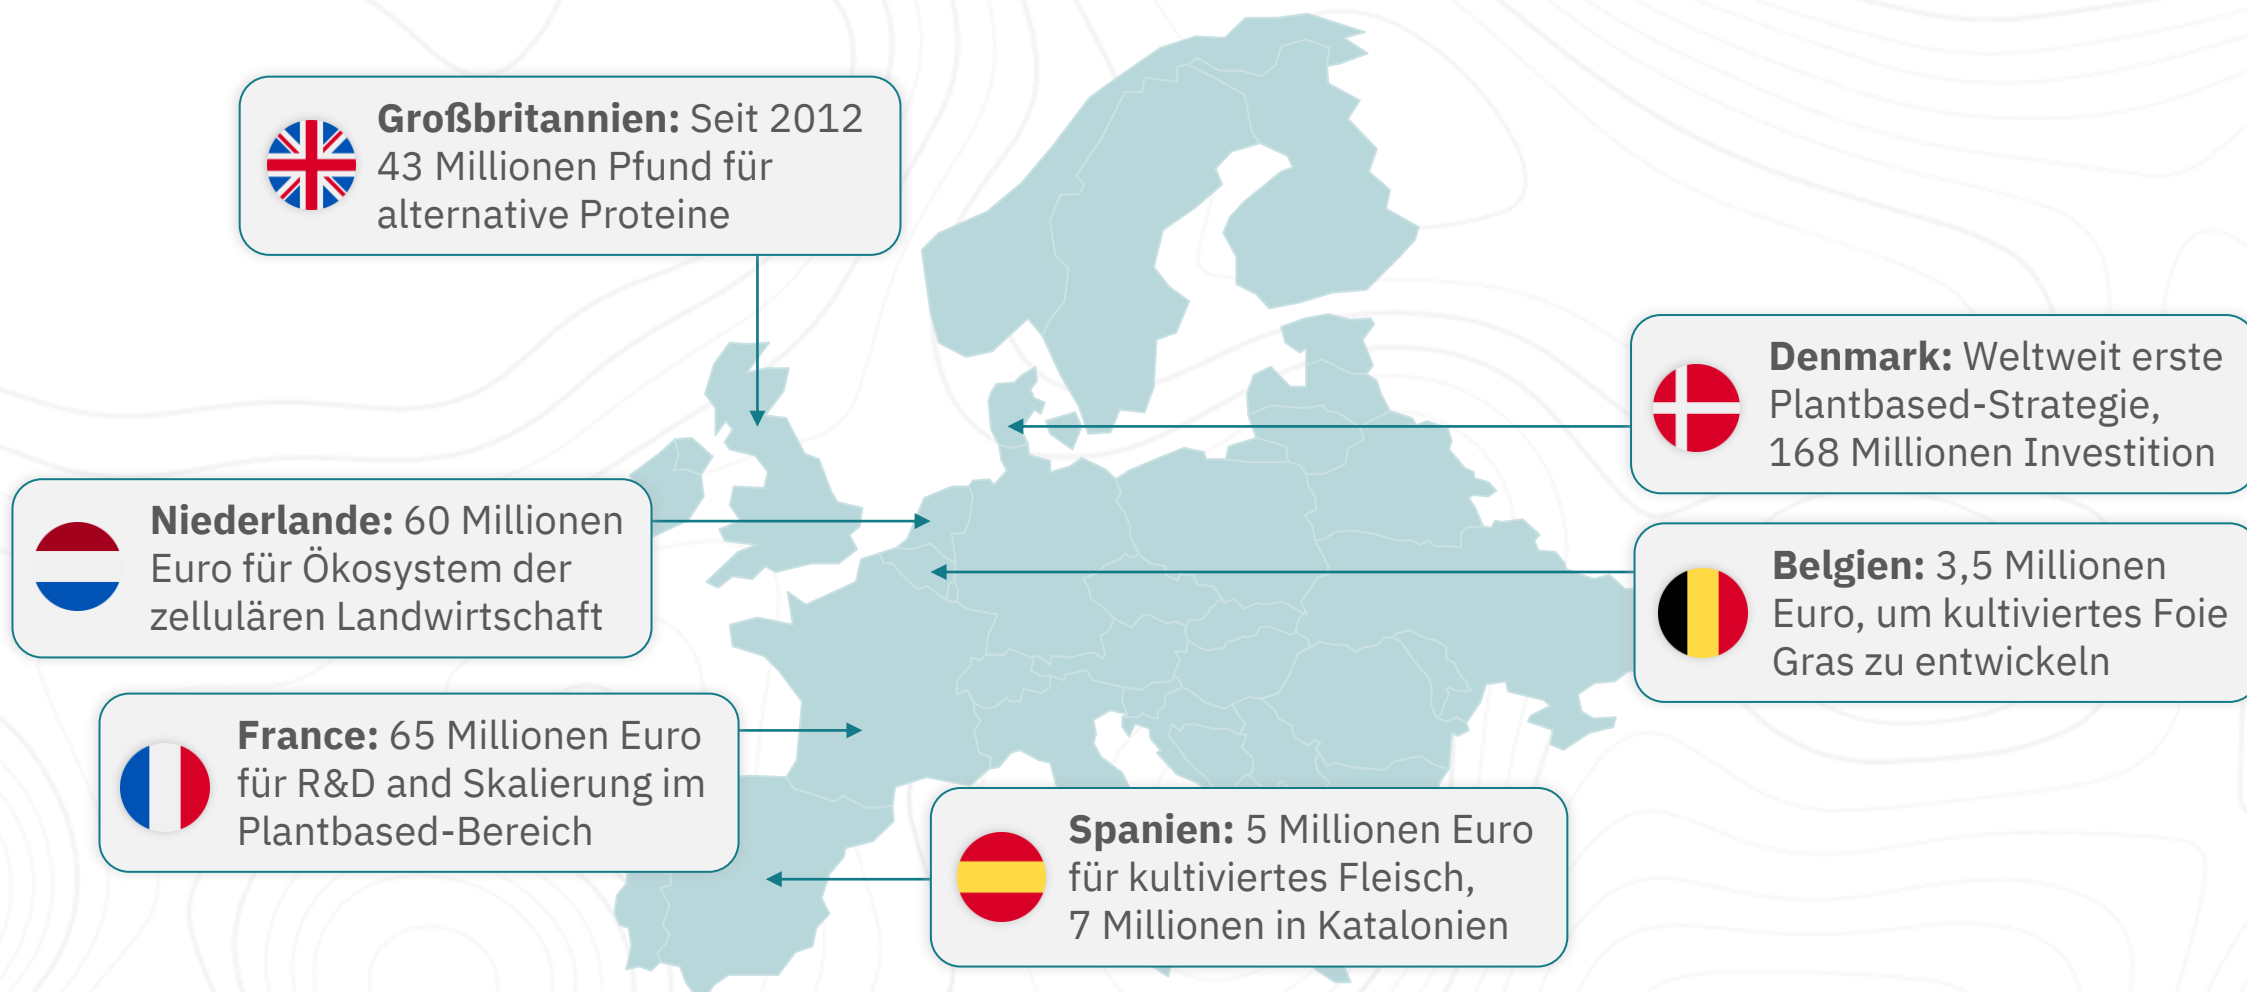 Großbritannien: Seit 2012
43 Millionen Pfund für
alternative Proteine
Denmark: Weltweit erste
Plantbased-Strategie,
168 Millionen Investition
Niederlande: 60 Millionen
Euro für Ökosystem der
zellulären Landwirtschaft
Belgien: 3,5 Millionen
Euro, um kultiviertes Foie
Gras zu entwickeln
France: 65 Millionen Euro
für R&D and Skalierung im
Plantbased-Bereich
Spanien: 5 Millionen Euro
für kultiviertes Fleisch,
7 Millionen in Katalonien